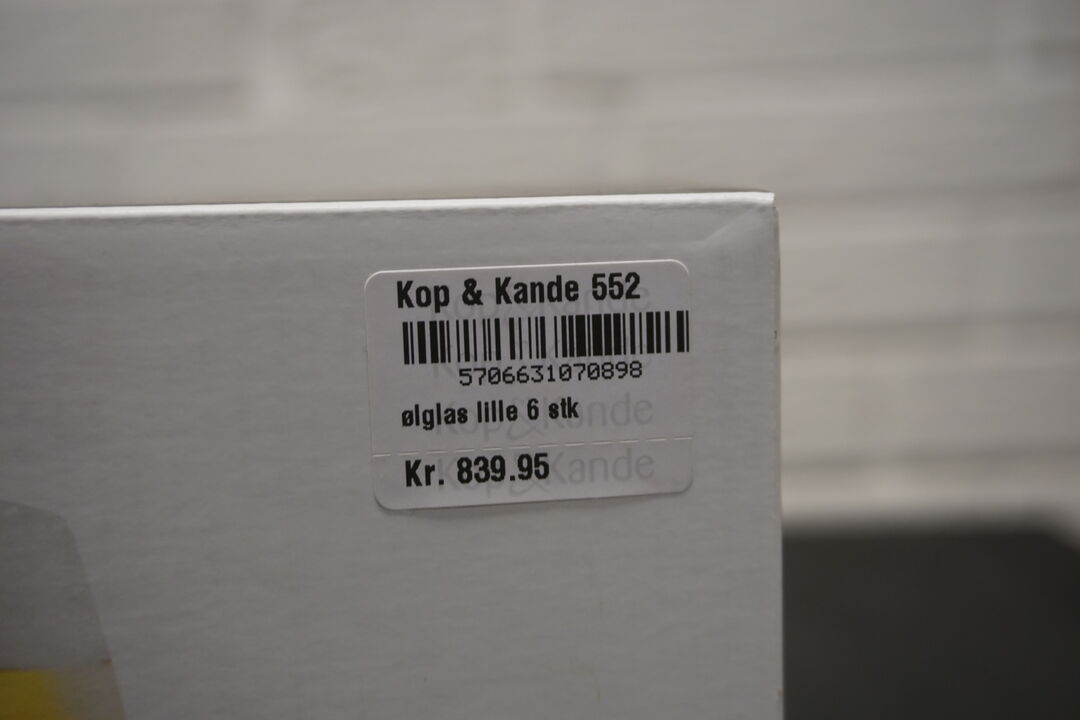 Kop & Kande 552
5706631070898
ølglas lille 6 stk
Kr. 839.95